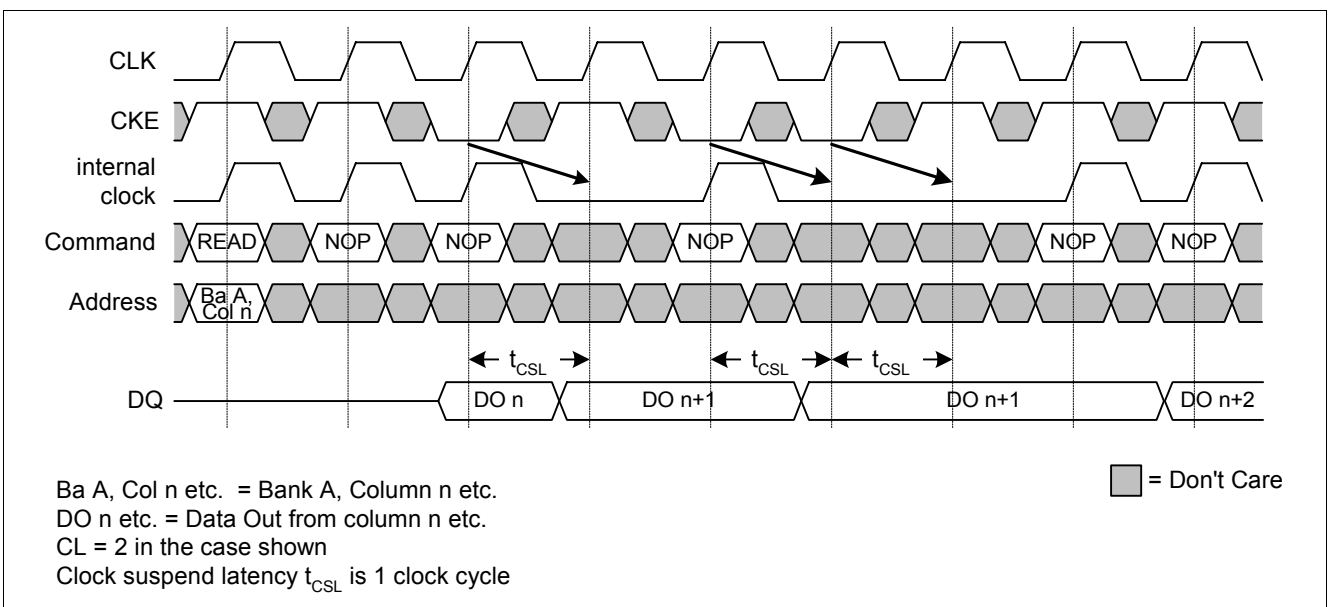 CLK
CKE
internal
clock
Command READ NOP NOP NOP NOP NOP
Address Ba A,
Col n
tCSL tCSL tCSL
DQ DO n DO n+1 DO n+1 DO n+2
Ba A, Col n etc. = Bank A, Column n etc.
= Don't Care
DO n etc. = Data Out from column n etc.
CL = 2 in the case shown
Clock suspend latency tCSL is 1 clock cycle